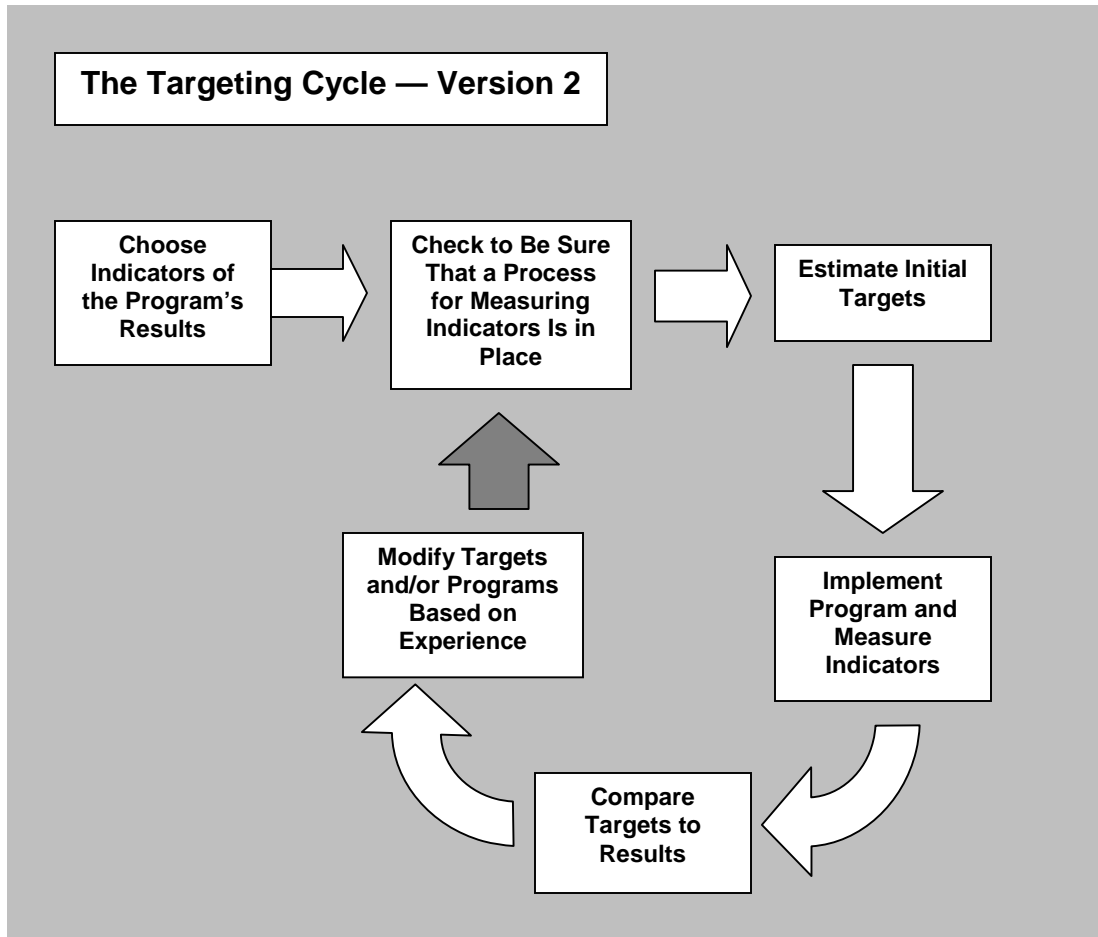 The Targeting Cycle — Version 2
Choose
Indicators of
the Program's
Results
Check to Be Sure
That a Process
for Measuring
Indicators Is in
Place
Estimate Initial
Targets
Implement
Program and
Measure
Indicators
Compare
Targets to
Results
Modify Targets
and/or Programs
Based on
Experience